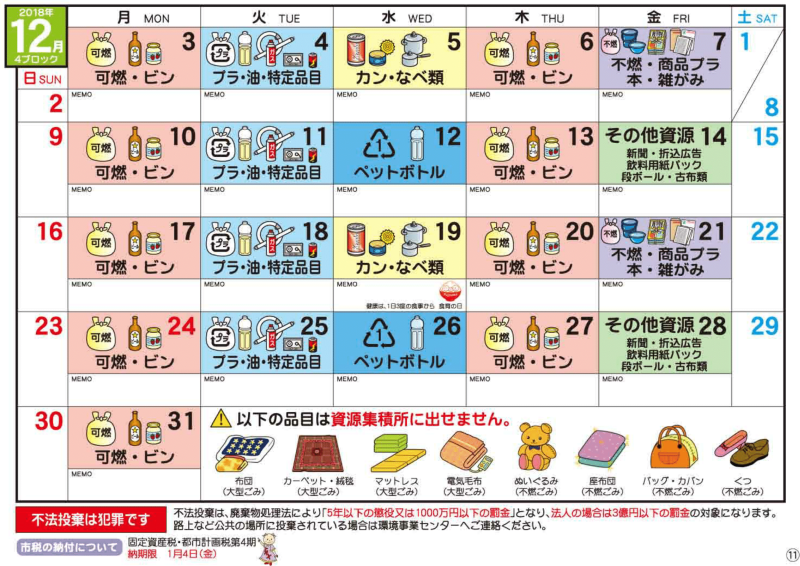 2018年
12月
4ブロック
月 MON
火 TUE
水 WED
木 THU
金 FRI
土 SAT
日 SUN
可燃
3
可燃・ビン
プラ
ガス
4
プラ・油・特定品目
5
カン・なべ類
可燃
6
可燃・ビン
不燃
7
不燃・商品プラ
本・雑がみ
1
2
MEMO
MEMO
MEMO
MEMO
MEMO
8
9
可燃
10
可燃・ビン
プラ
ガス
11
プラ・油・特定品目
1
12
ペットボトル
可燃
13
可燃・ビン
その他資源 14
新聞・折込広告
飲料用紙パック
段ボール・古布類
15
MEMO
MEMO
MEMO
MEMO
MEMO
16
可燃
17
可燃・ビン
プラ
ガス
18
プラ・油・特定品目
19
カン・なべ類
可燃
20
可燃・ビン
不燃
21
不燃・商品プラ
本・雑がみ
22
MEMO
MEMO
MEMO
MEMO
MEMO
健康は、1日3度の食事から 食育の日
23
可燃
24
可燃・ビン
プラ
ガス
25
プラ・油・特定品目
1
26
ペットボトル
可燃
27
可燃・ビン
その他資源 28
新聞・折込広告
飲料用紙パック
段ボール・古布類
29
MEMO
MEMO
MEMO
MEMO
MEMO
30
可燃
31
可燃・ビン
MEMO
以下の品目は資源集積所に出せません。
布団
(大型ごみ)
カーペット・絨毯
(大型ごみ)
マットレス
(大型ごみ)
電気毛布
(大型ごみ)
ぬいぐるみ
(不燃ごみ)
座布団
(不燃ごみ)
バッグ・カバン
(不燃ごみ)
くつ
(不燃ごみ)
不法投棄は犯罪です
不法投棄は、廃棄物処理法により「5年以下の懲役又は1000万円以下の罰金」となり、法人の場合は3億円以下の罰金の対象になります。
路上など公共の場所に投棄されている場合は環境事業センターへご連絡ください。
市税の納付について
固定資産税・都市計画税第4期
納期限 1月4日(金)
⑪